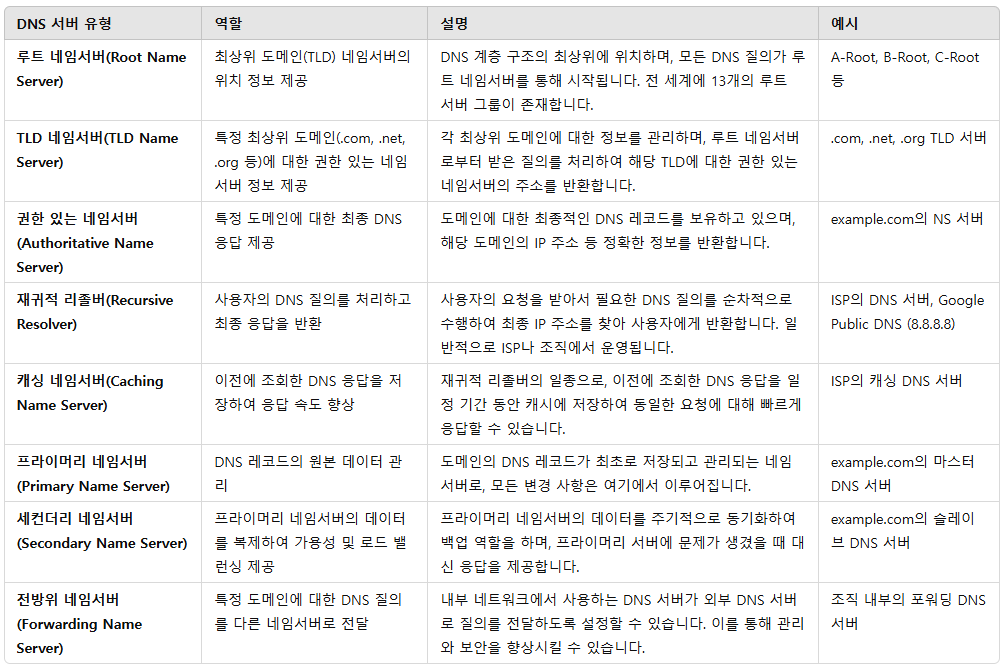 DNS 서버 유형
역할
설명
예시
루트 네임서버(Root Name
Server)
최상위 도메인(TLD) 네임서버의
위치 정보 제공
DNS 계층 구조의 최상위에 위치하며, 모든 DNS 질의가 루
트 네임서버를 통해 시작됩니다. 전 세계에 13개의 루트
서버 그룹이 존재합니다.
A-Root, B-Root, C-Root
등
TLD 네임서버(TLD Name
Server)
특정 최상위 도메인(.com, .net,
.org 등)에 대한 권한 있는 네임
서버 정보 제공
각 최상위 도메인에 대한 정보를 관리하며, 루트 네임서버
로부터 받은 질의를 처리하여 해당 TLD에 대한 권한 있는
네임서버의 주소를 반환합니다.
.com, .net, .org TLD 서버
권한 있는 네임서버
(Authoritative Name
Server)
특정 도메인에 대한 최종 DNS
응답 제공
도메인에 대한 최종적인 DNS 레코드를 보유하고 있으며,
해당 도메인의 IP 주소 등 정확한 정보를 반환합니다.
example.com의 NS 서버
재귀적 리졸버(Recursive
Resolver)
사용자의 DNS 질의를 처리하고
최종 응답을 반환
사용자의 요청을 받아서 필요한 DNS 질의를 순차적으로
수행하여 최종 IP 주소를 찾아 사용자에게 반환합니다. 일
반적으로 ISP나 조직에서 운영됩니다.
ISP의 DNS 서버, Google
Public DNS (8.8.8.8)
캐싱 네임서버(Caching
Name Server)
이전에 조회한 DNS 응답을 저
장하여 응답 속도 향상
재귀적 리졸버의 일종으로, 이전에 조회한 DNS 응답을 일
정 기간 동안 캐시에 저장하여 동일한 요청에 대해 빠르게
응답할 수 있습니다.
ISP의 캐싱 DNS 서버
프라이머리 네임서버
(Primary Name Server)
DNS 레코드의 원본 데이터 관
리
도메인의 DNS 레코드가 최초로 저장되고 관리되는 네임
서버로, 모든 변경 사항은 여기에서 이루어집니다.
example.com의 마스터
DNS 서버
세컨더리 네임서버
(Secondary Name Server)
프라이머리 네임서버의 데이터
를 복제하여 가용성 및 로드 밸
런싱 제공
프라이머리 네임서버의 데이터를 주기적으로 동기화하여
백업 역할을 하며, 프라이머리 서버에 문제가 생겼을 때 대
신 응답을 제공합니다.
example.com의 슬레이
브 DNS 서버
전방위 네임서버
(Forwarding Name
Server)
특정 도메인에 대한 DNS 질의
를 다른 네임서버로 전달
내부 네트워크에서 사용하는 DNS 서버가 외부 DNS 서버
로 질의를 전달하도록 설정할 수 있습니다. 이를 통해 관리
와 보안을 향상시킬 수 있습니다.
조직 내부의 포워딩 DNS
서버